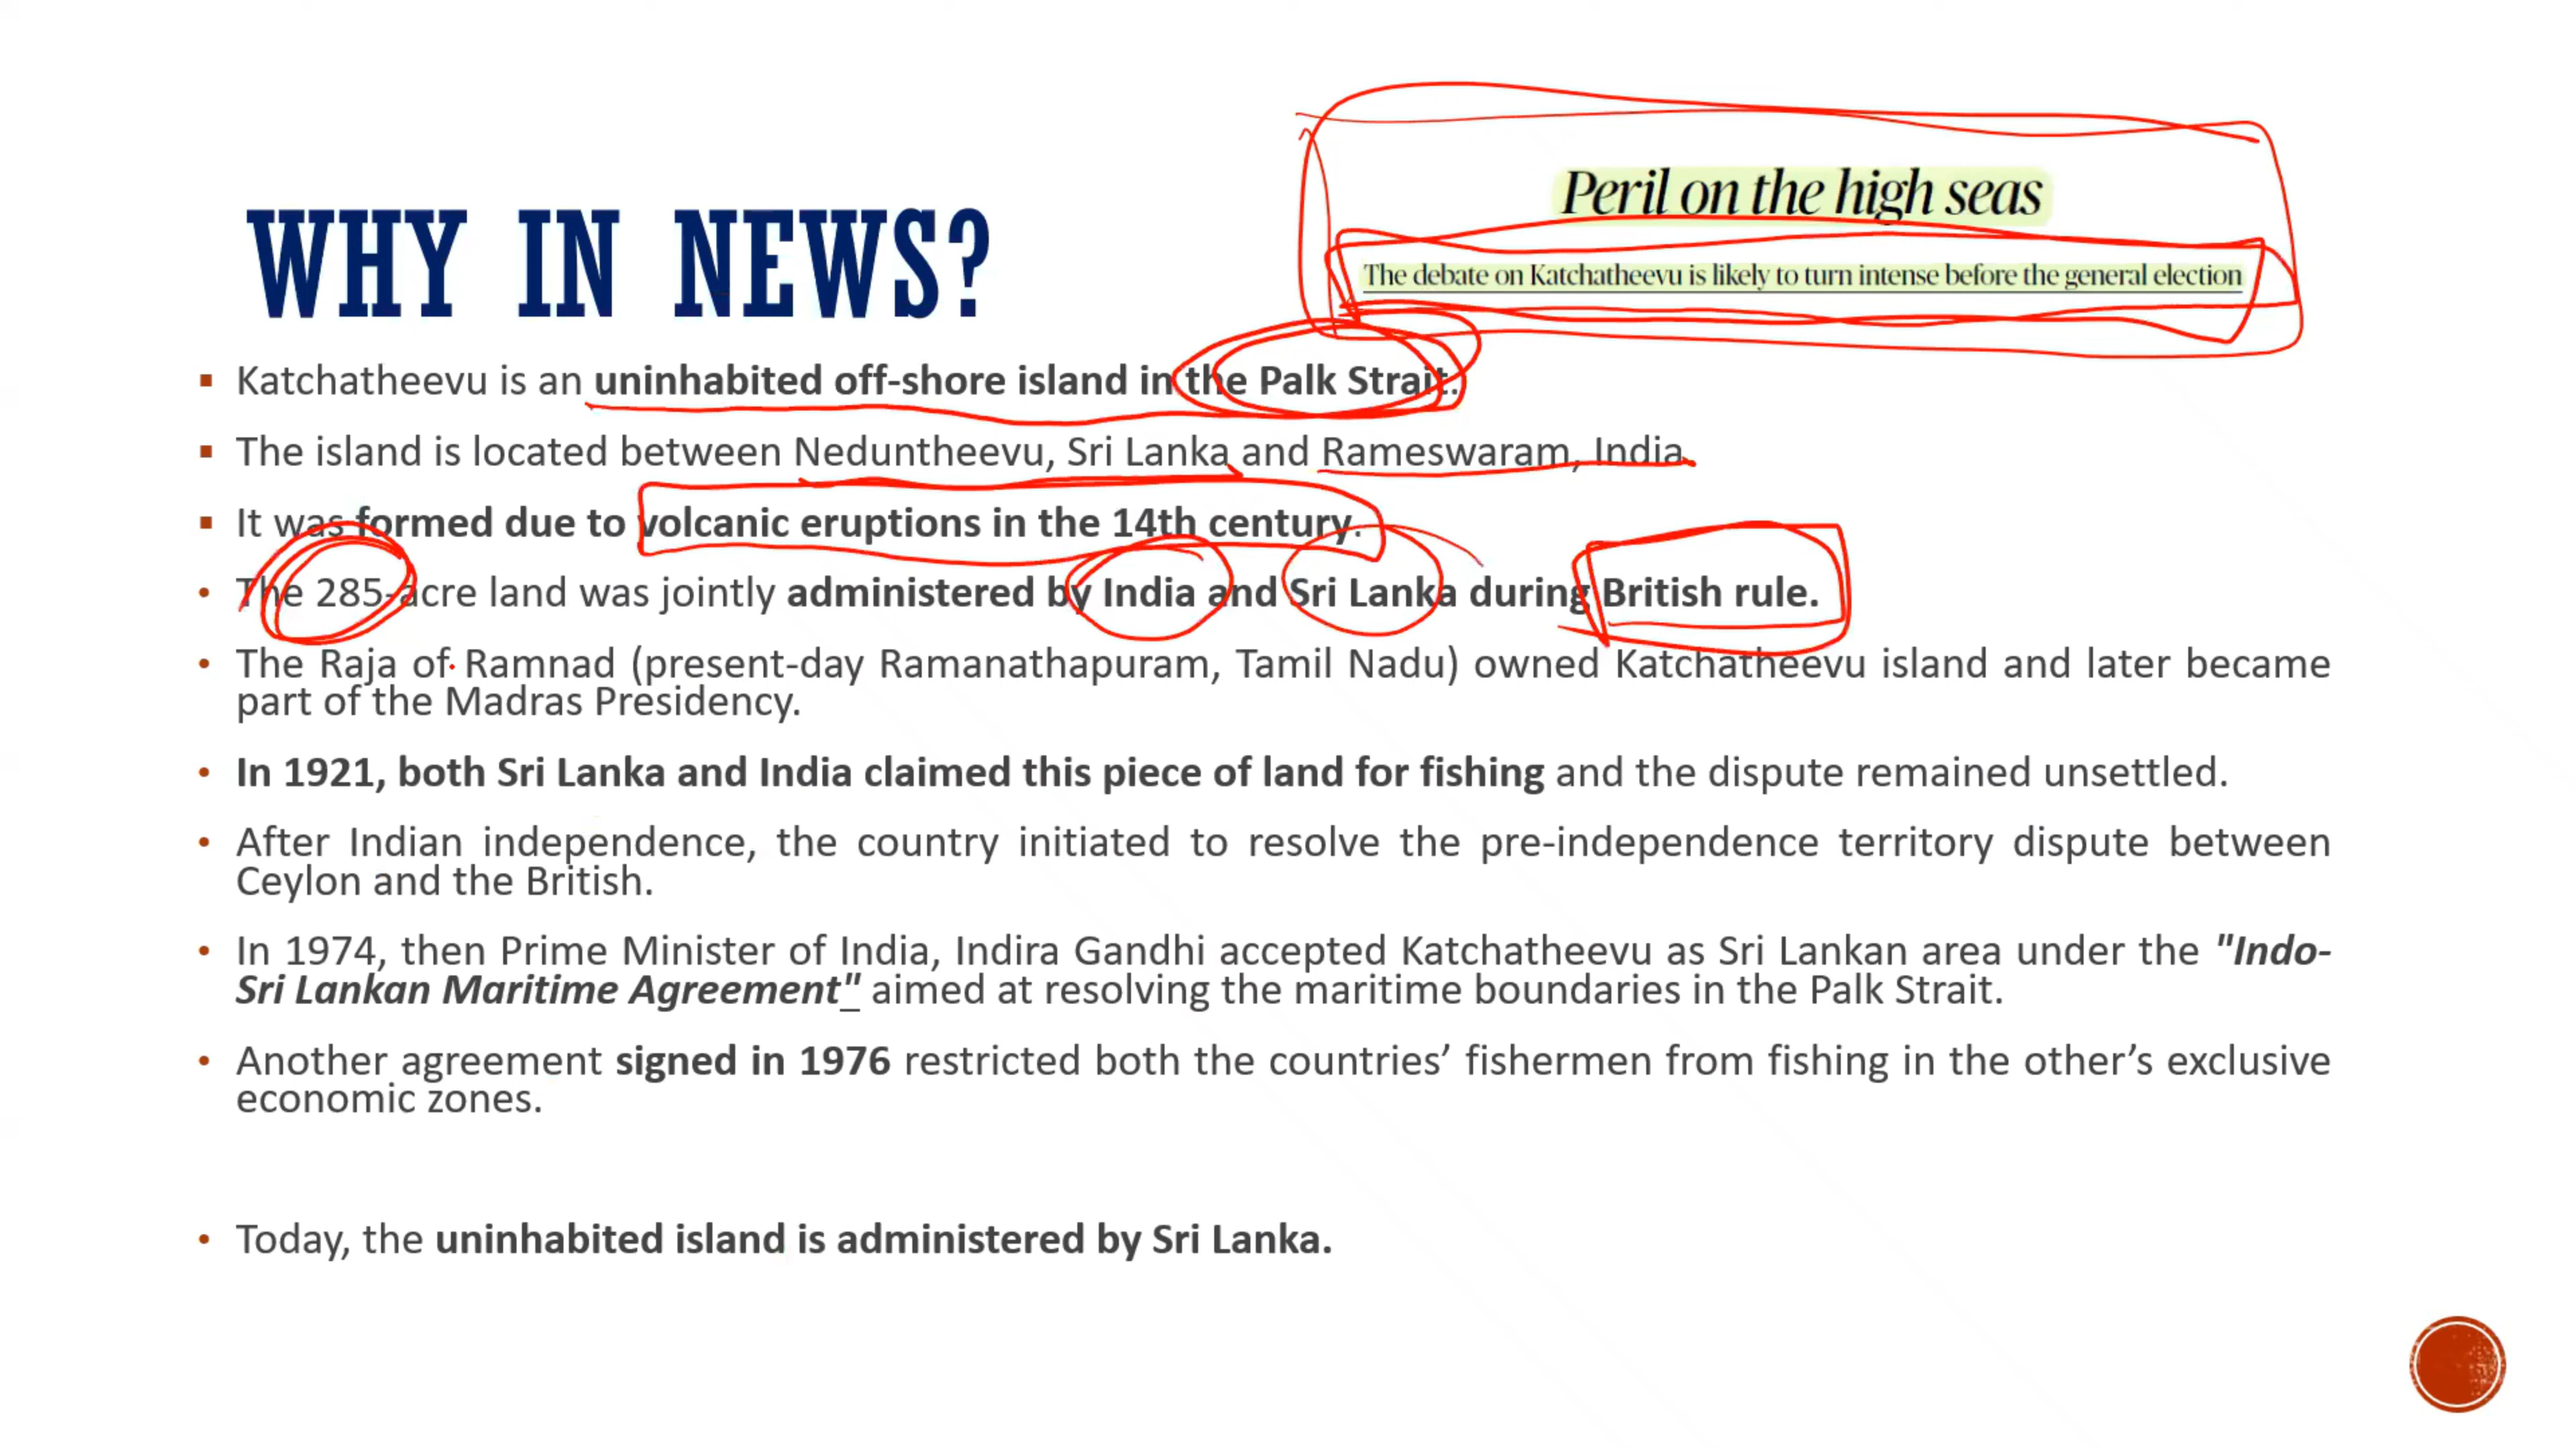 Peril on the high seas
WHY IN NEWS?
The debate on Katchatheevu is likely to turn intense before the general election
Katchatheevu is an uninhabited off-shore island in the Palk Strait.
The island is located between Neduntheevu, Sri Lanka and Rameswaram, India.
It was formed due to volcanic eruptions in the 14th century.
The 285-acre land was jointly administered by India and Sri Lanka during British rule.
The Raja of Ramnad (present-day Ramanathapuram, Tamil Nadu) owned Katchatheevu island and later became
part of the Madras Presidency.
In 1921, both Sri Lanka and India claimed this piece of land for fishing and the dispute remained unsettled.
After Indian independence, the country initiated to resolve the pre-independence territory dispute between
Ceylon and the British.
In 1974, then Prime Minister of India, Indira Gandhi accepted Katchatheevu as Sri Lankan area under the "Indo-
Sri Lankan Maritime Agreement" aimed at resolving the maritime boundaries in the Palk Strait.
Another agreement signed in 1976 restricted both the countries’ fishermen from fishing in the other’s exclusive
economic zones.
Today, the uninhabited island is administered by Sri Lanka.